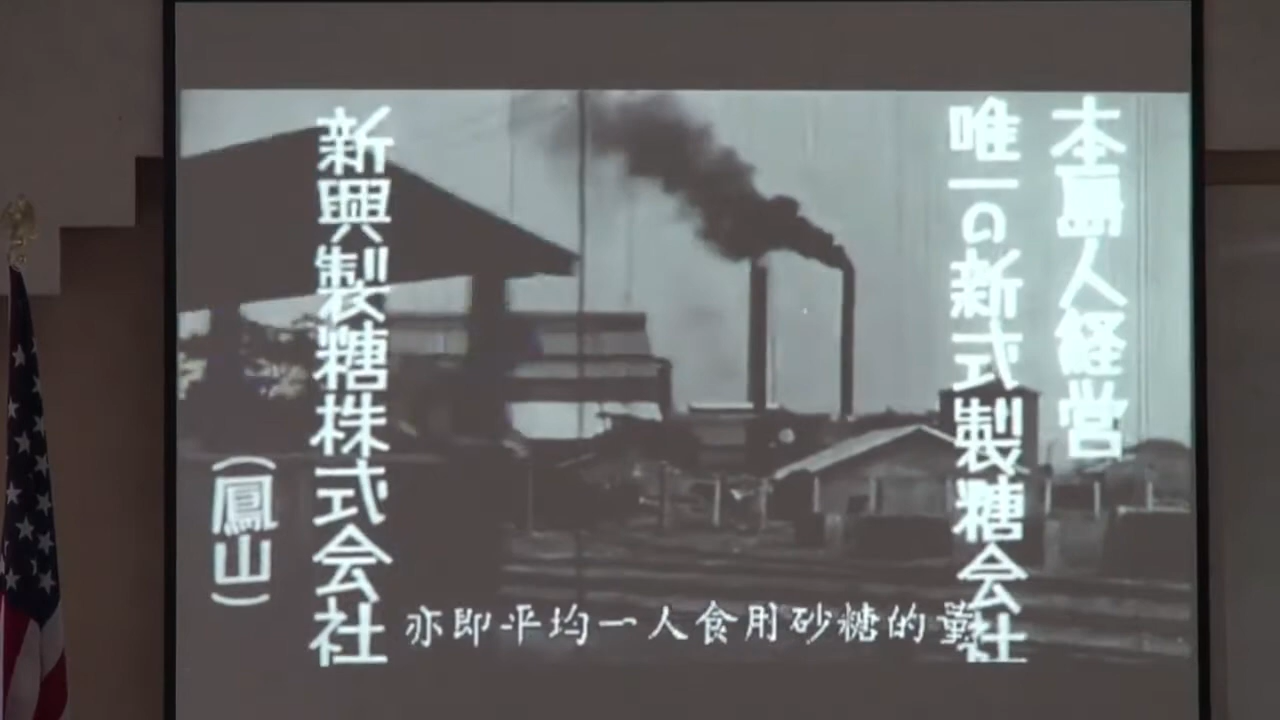 本島人経営
唯一の新式製糖会社
新興製糖株式会社
(鳳山)
亦即平均一人食用砂糖的量